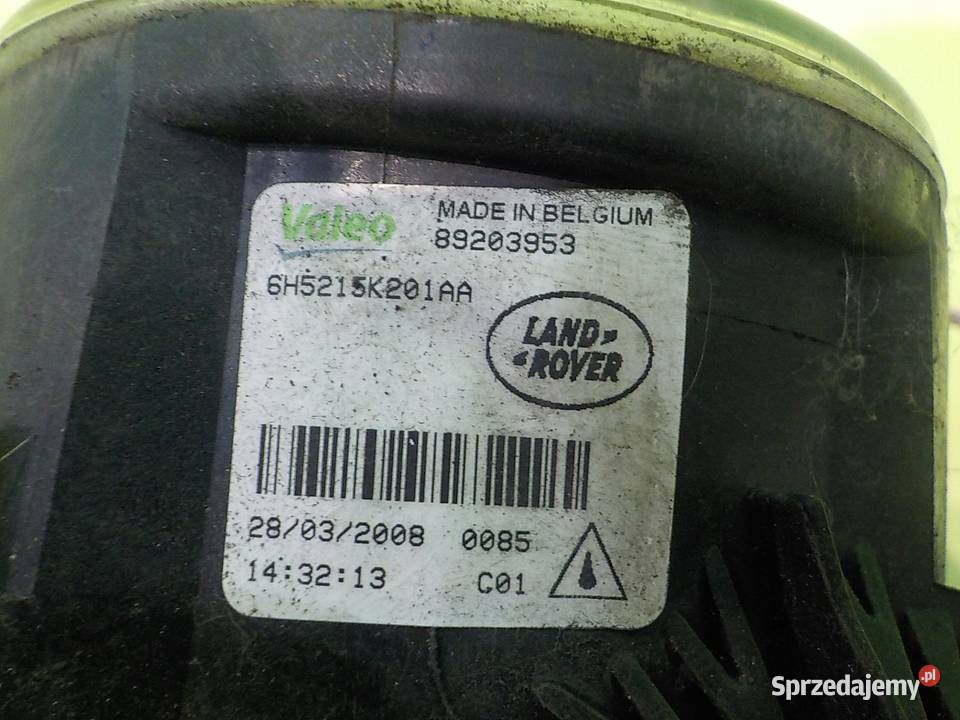 Valeo
MADE IN BELGIUM
89203953
6H5215K201AA
LAND
ROVER
28/03/2008 0085
14:32:13 C01
Sprzedajemy.pl